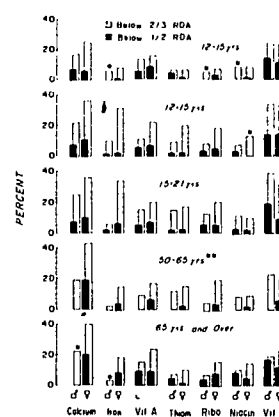 Below 2/3 RDA
Below 1/2 RDA
40
20
0
12-15 yrs
40
20
0
12-15 yrs
40
20
0
15-21 yrs
40
20
0
50-65 yrs**
40
20
0
65 yrs and Over
PERCENT
♂ ♀ ♀ ♂ ♀ ♂ ♀ ♂ ♀ ♂ ♀ ♂ ♀
Calcium Iron Vit A Thiam Ribo Niacin Vit